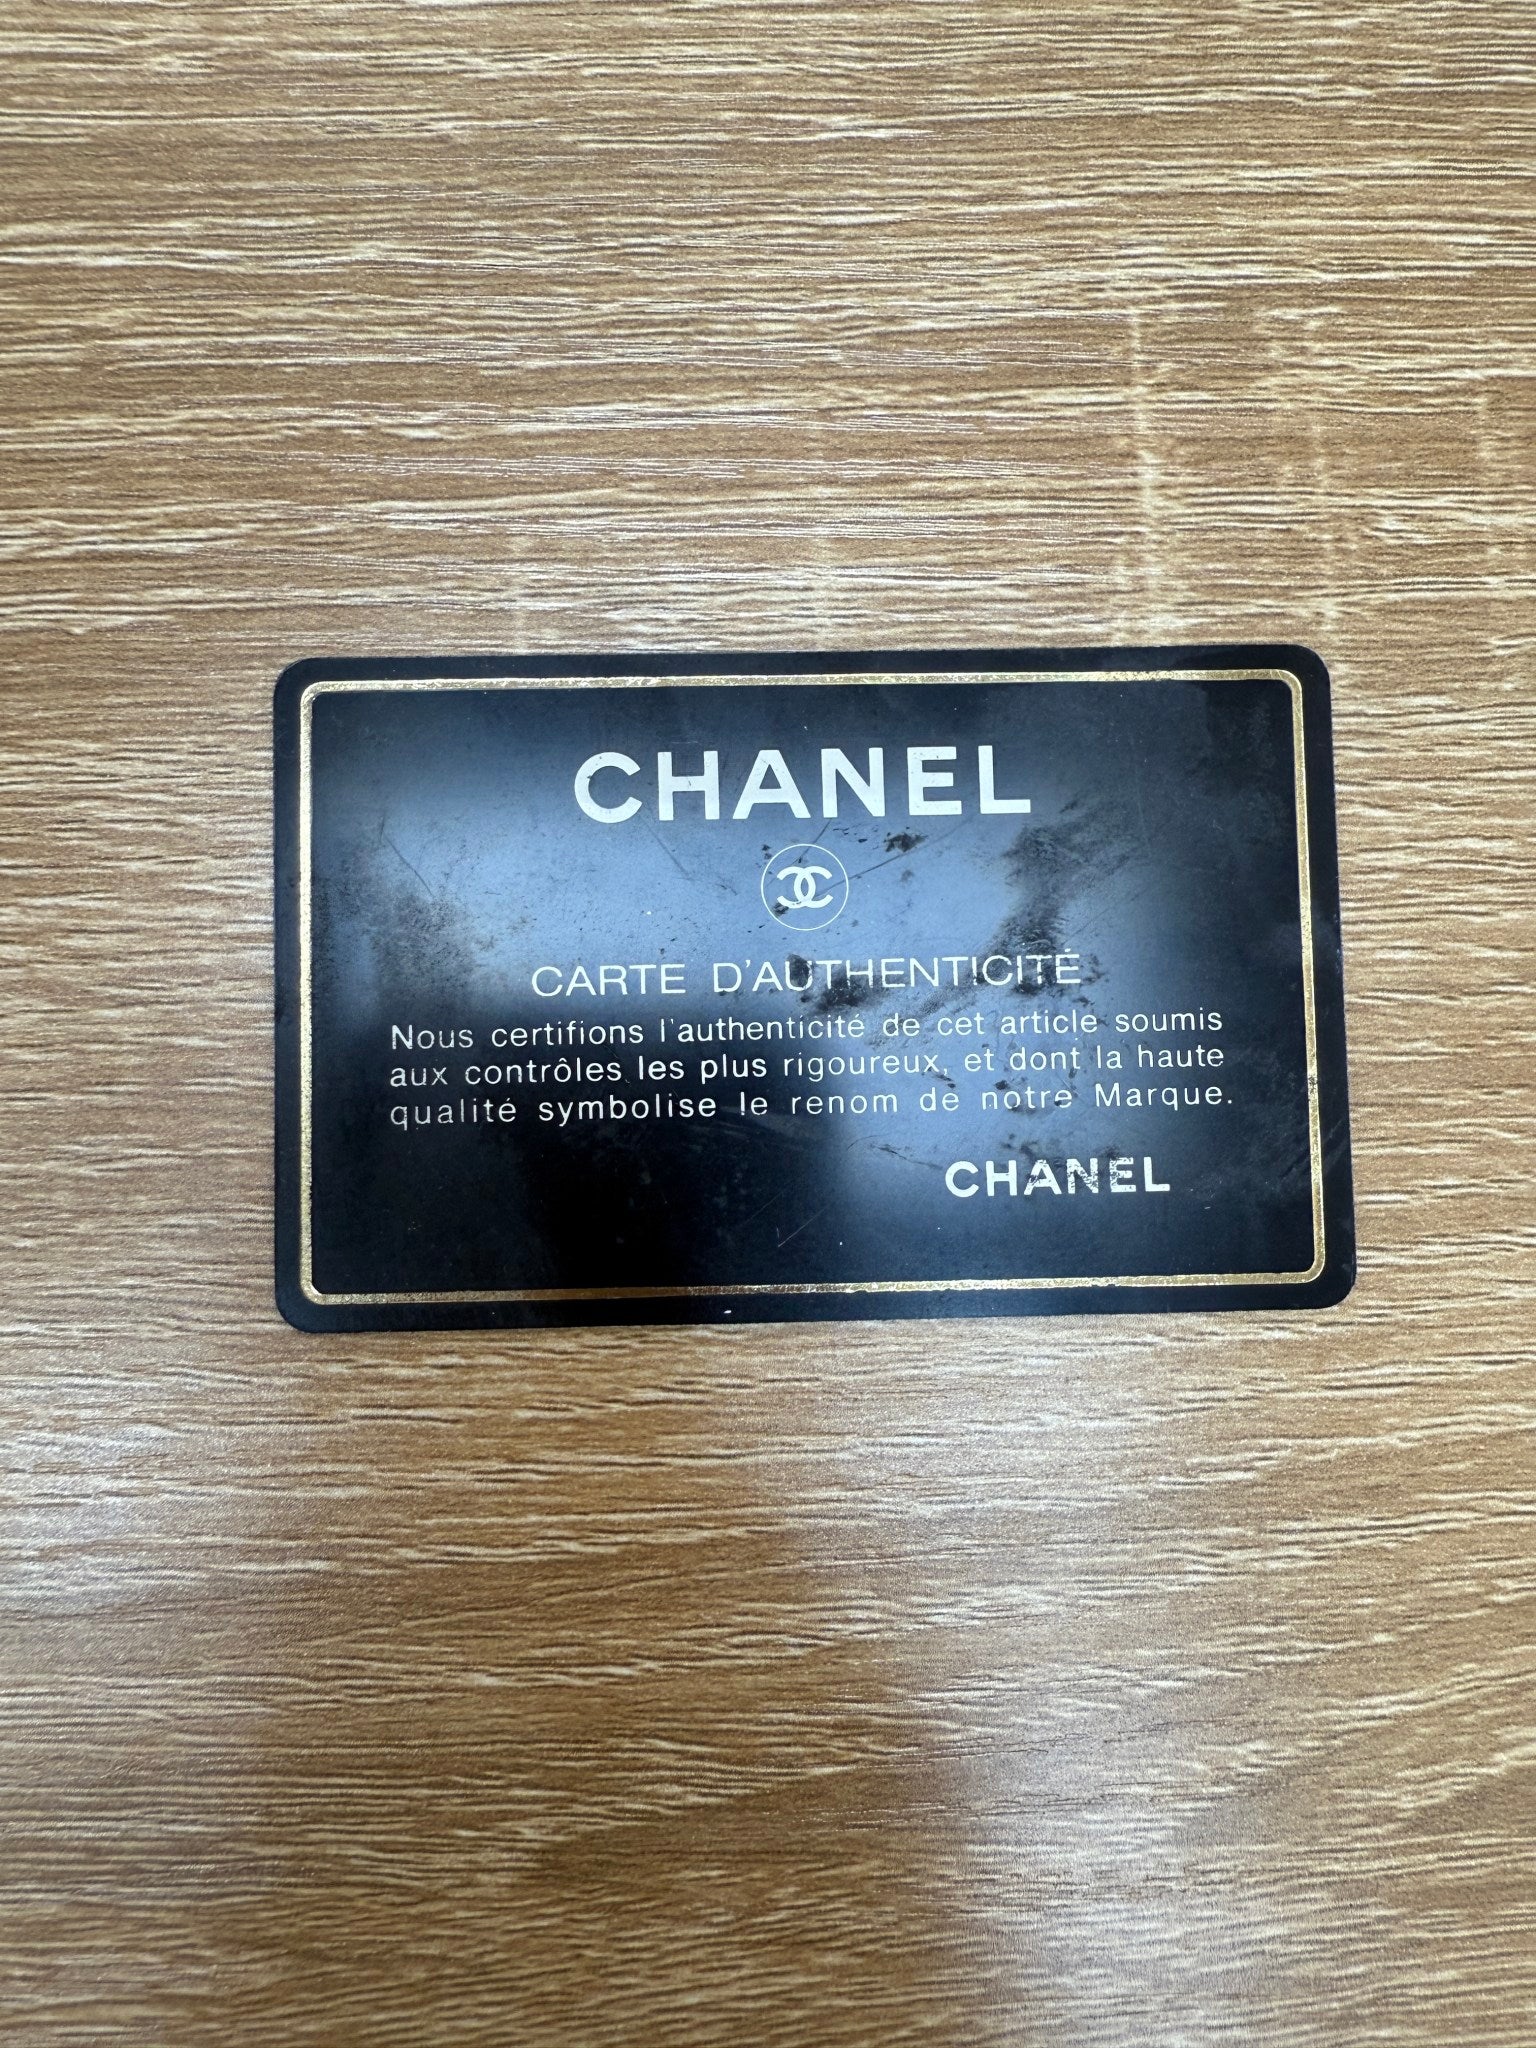 CHANEL
CARTE D'AUTHENTICITÉ
Nous certifions l'authenticité de cet article soumis
aux contrôles les plus rigoureux, et dont la haute
qualité symbolise le renom de notre Marque.
CHANEL